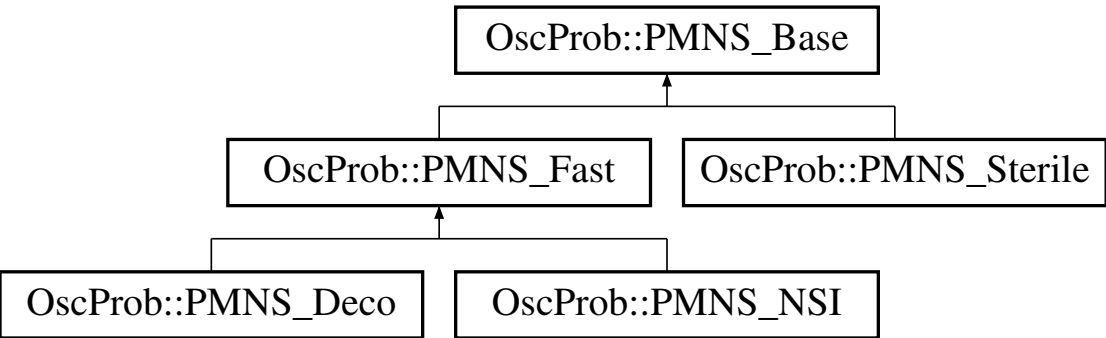 OscProb::PMNS_Base
OscProb::PMNS_Fast
OscProb::PMNS_Sterile
OscProb::PMNS_Deco
OscProb::PMNS_NSI